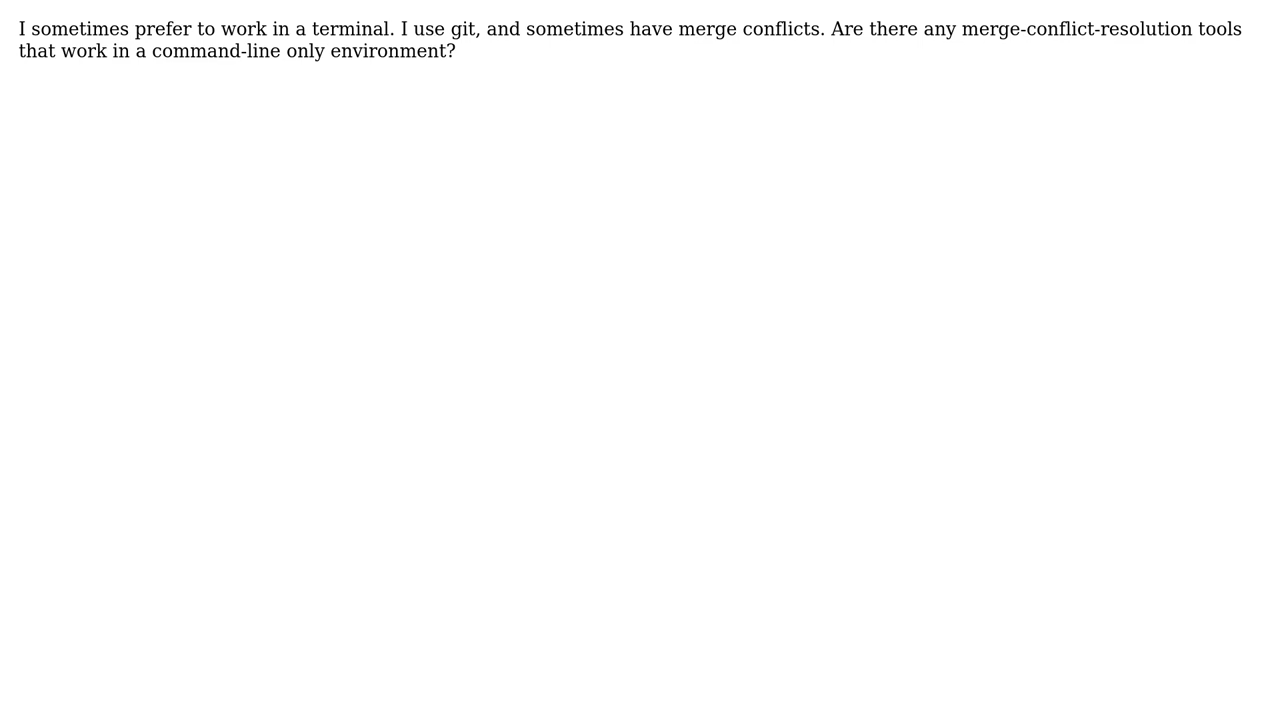 I sometimes prefer to work in a terminal. I use git, and sometimes have merge conflicts. Are there any merge-conflict-resolution tools
that work in a command-line only environment?